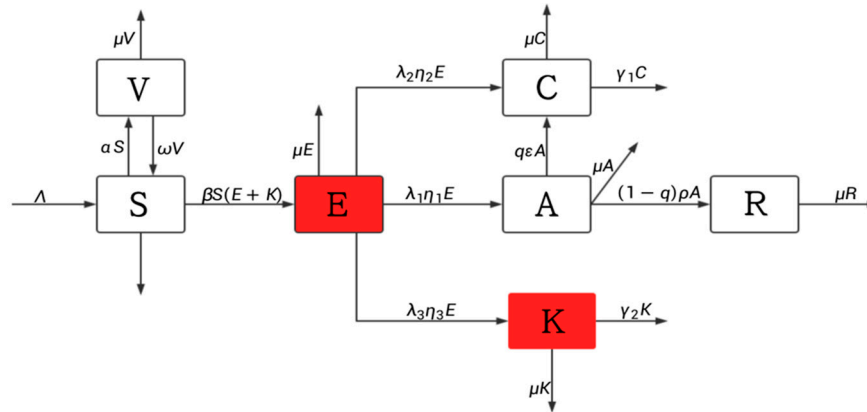 μV
μC
V
λ₂η₂E
C
γ₁C
αS
ωV
μE
qεA
μA
Λ
S
βS(E + K)
E
λ₁η₁E
A
(1 − q)ρA
R
μR
λ₃η₃E
K
γ₂K
μK